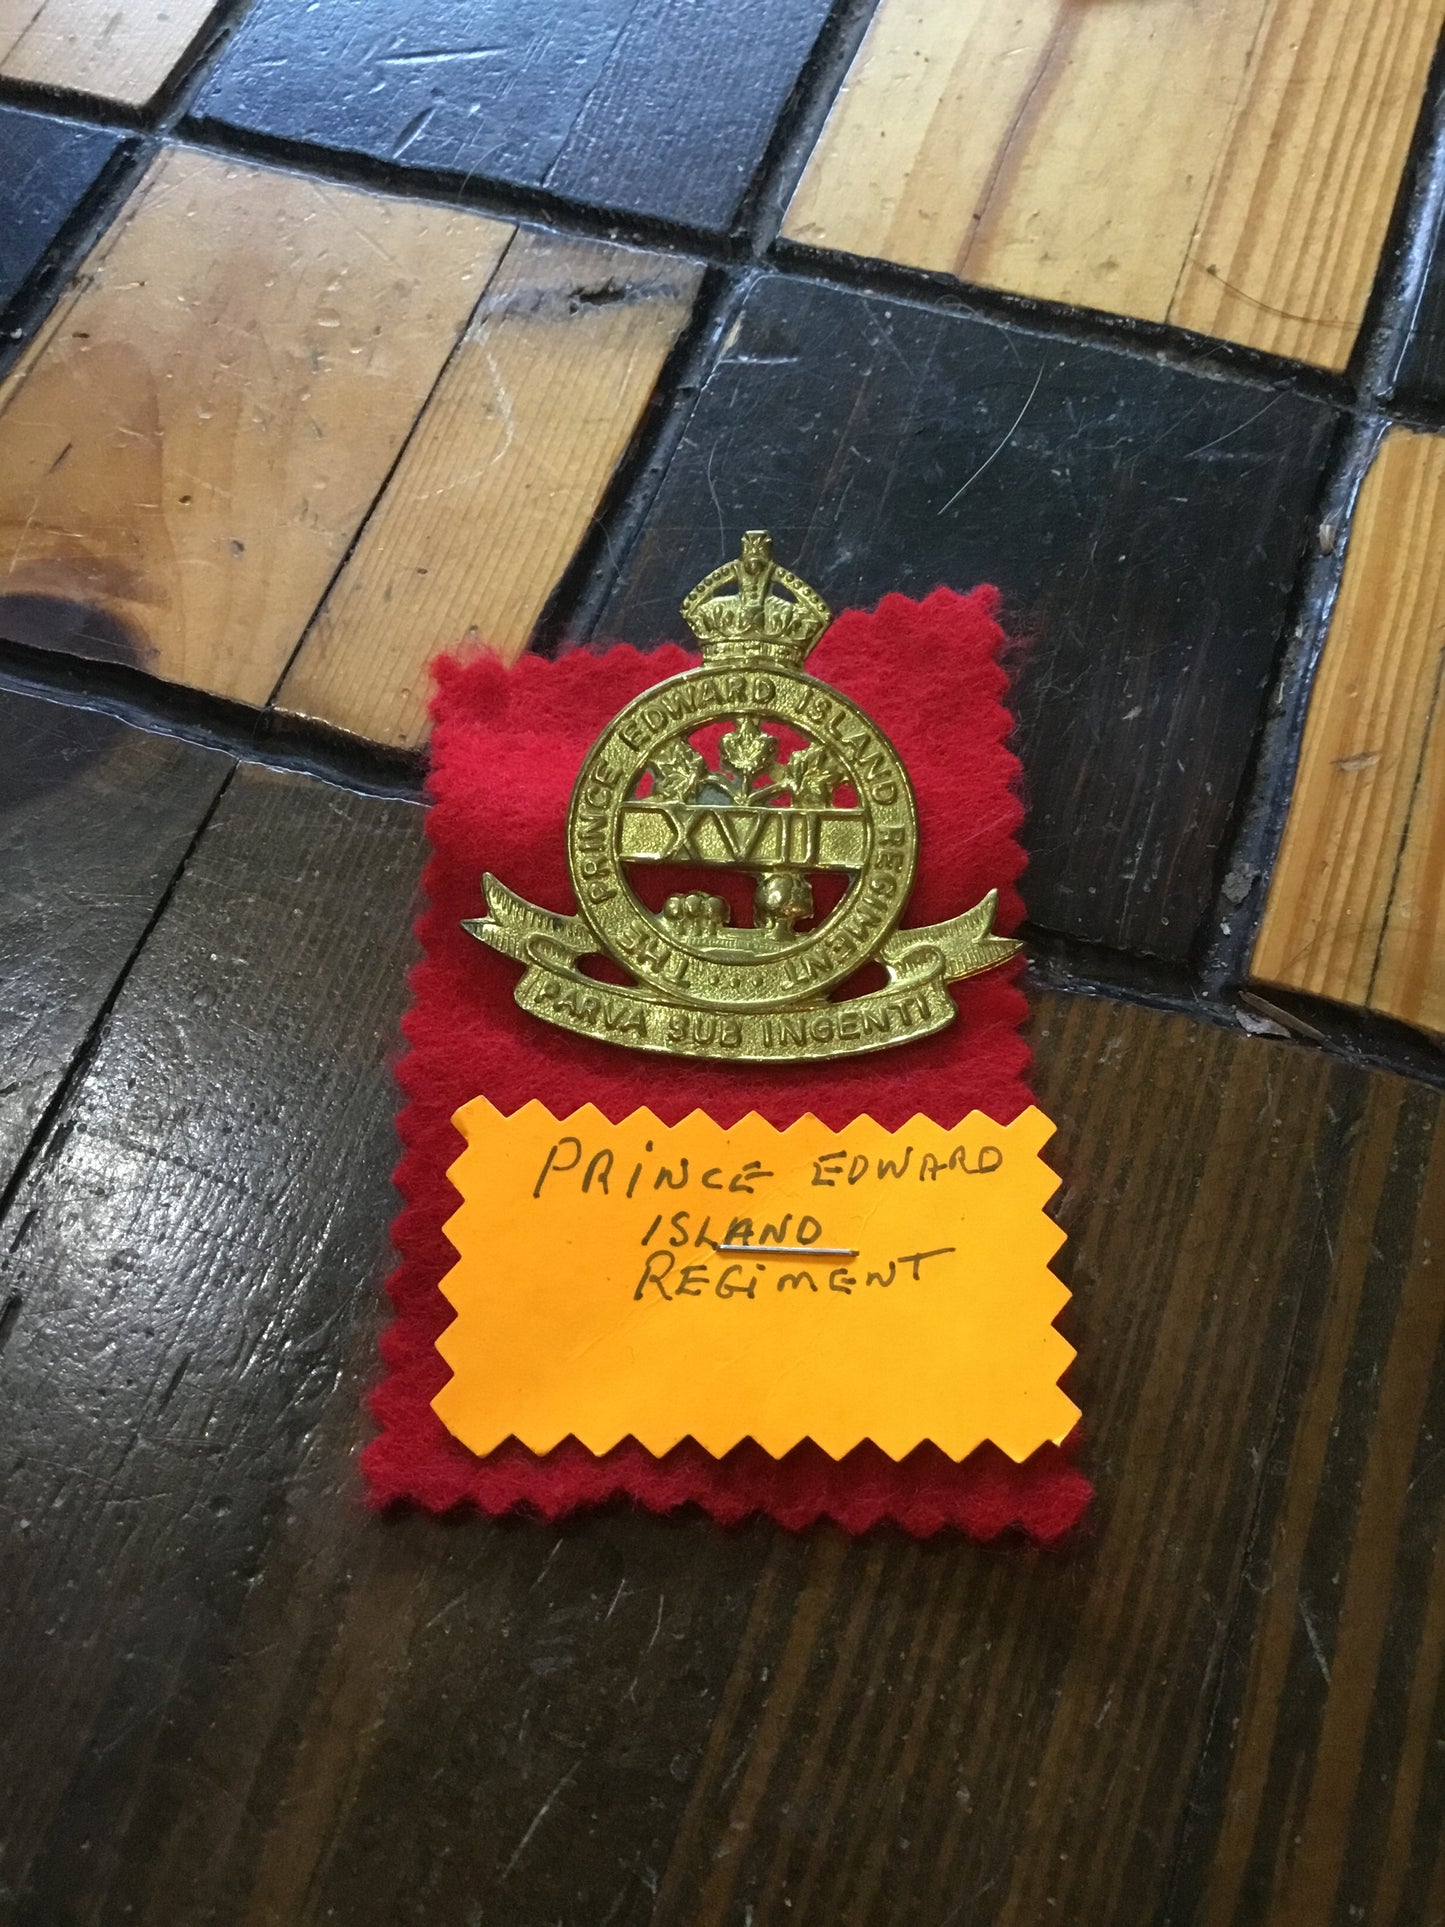 THE PRINCE EDWARD ISLAND REGIMENT ...
XVII
PARVA SUB INGENTI
PRINCE EDWARD
ISLAND
REGIMENT